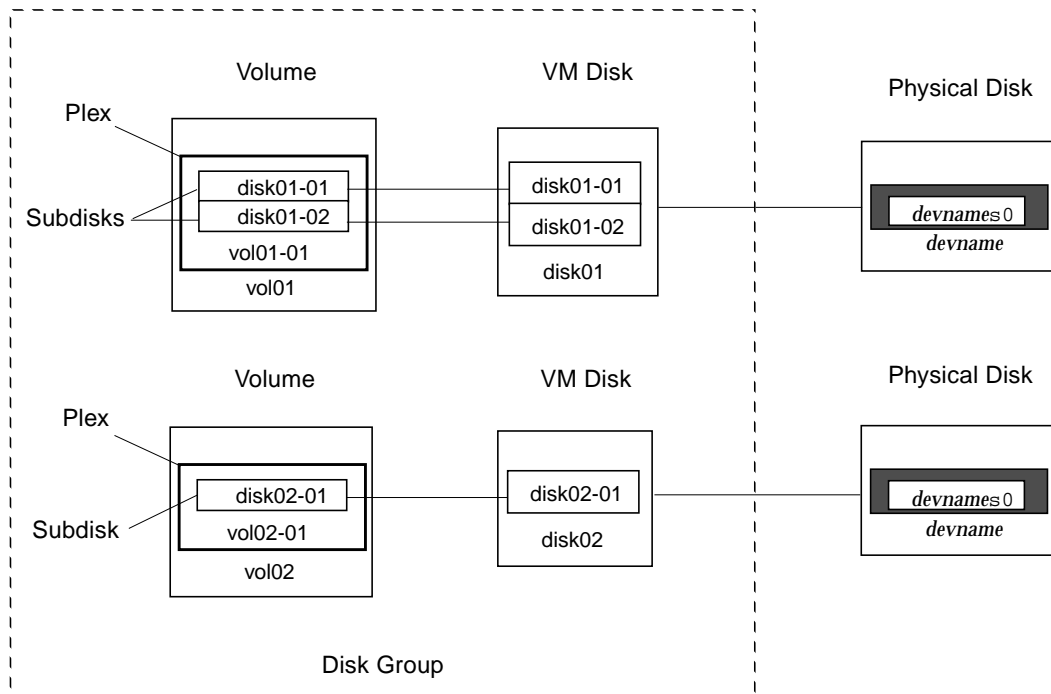 Volume
VM Disk
Physical Disk
Plex
Subdisks
disk01-01
disk01-02
vol01-01
vol01
disk01-01
disk01-02
disk01
devnames0
devname
Volume
VM Disk
Physical Disk
Plex
Subdisk
disk02-01
vol02-01
vol02
disk02-01
disk02
devnames0
devname
Disk Group